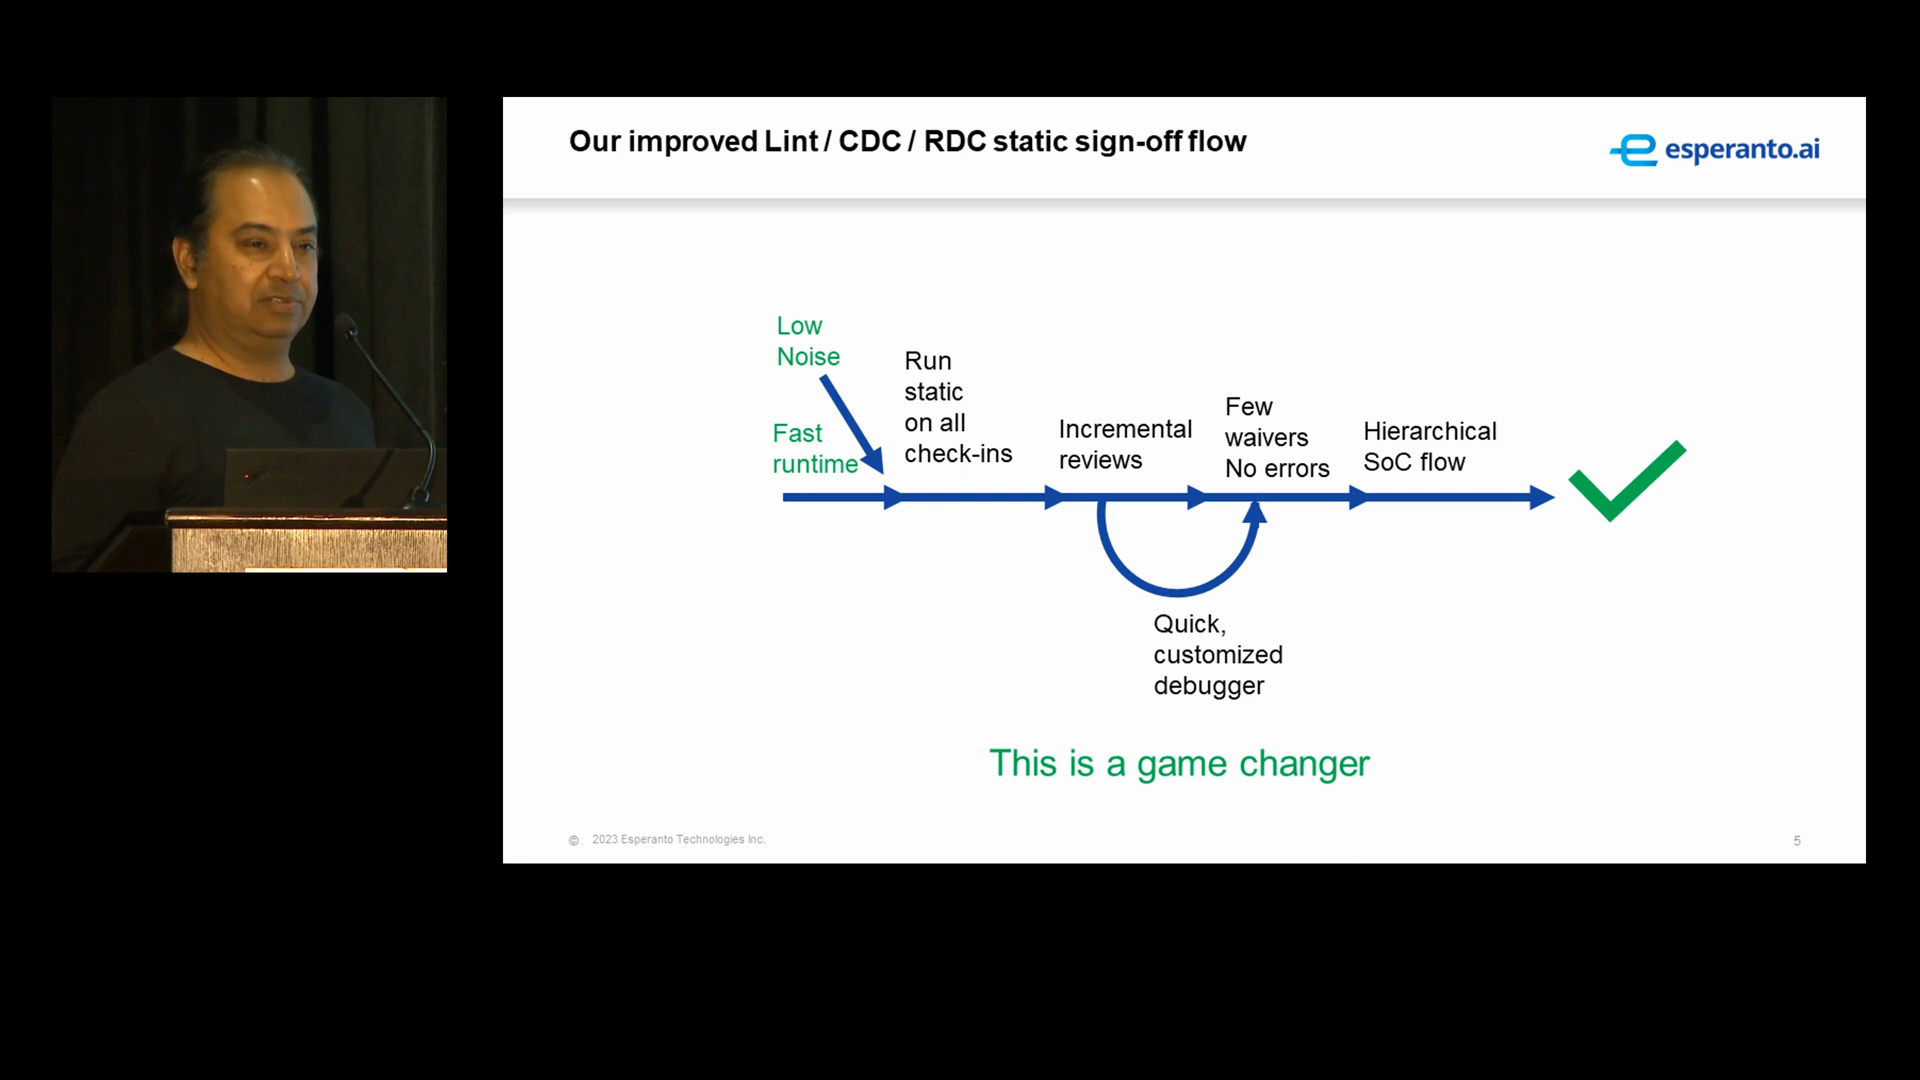 Our improved Lint / CDC / RDC static sign-off flow
esperanto.ai
Low
Noise
Fast
runtime
Run
static
on all
check-ins
Incremental
reviews
Few
waivers
No errors
Hierarchical
SoC flow
Quick,
customized
debugger
This is a game changer
© 2023 Esperanto Technologies Inc.
5